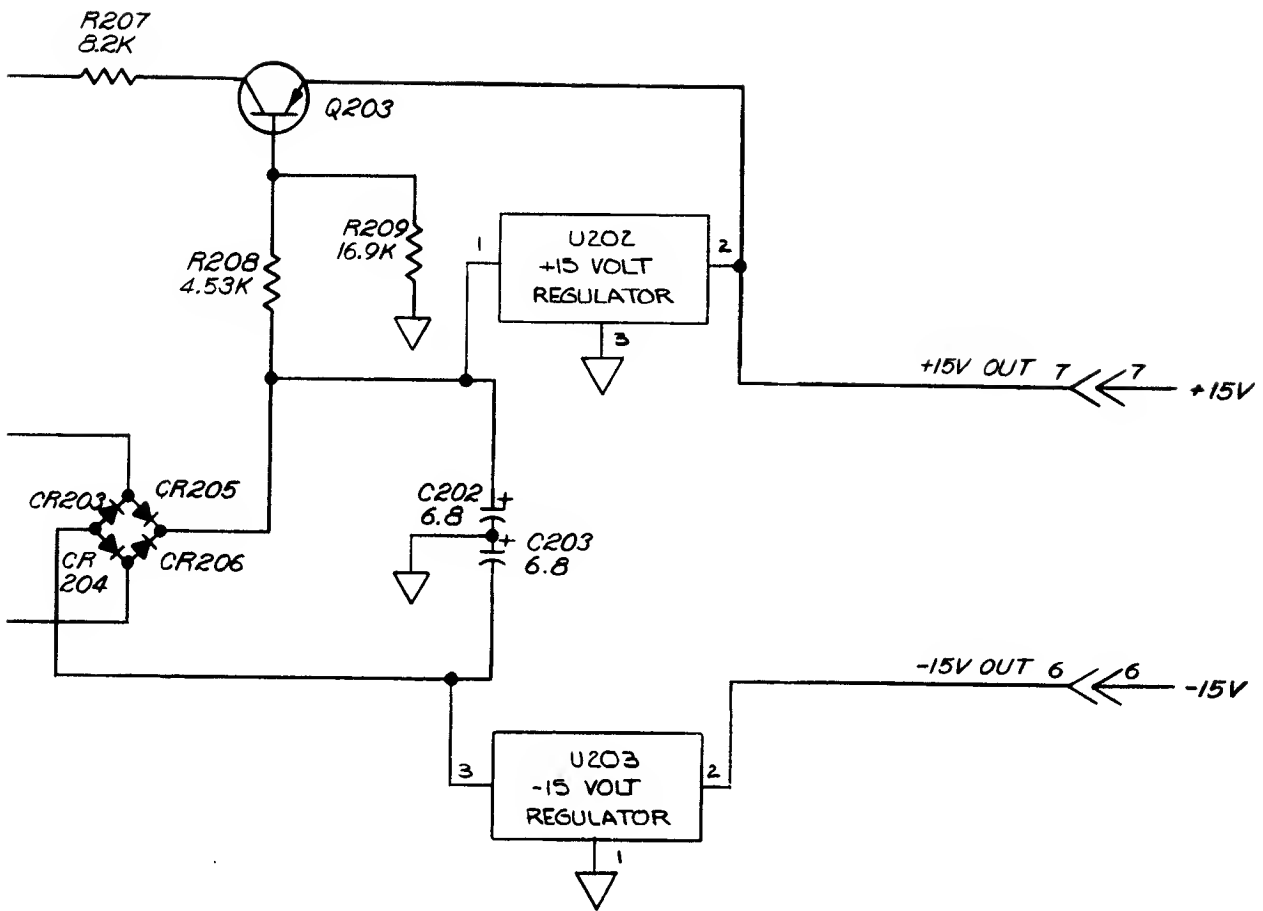 R207
8.2K
Q203
R209
16.9K
R208
4.53K
1
U202
+15 VOLT
REGULATOR
2
3
+15V OUT 7
7
+15V
CR203
CR205
CR
204
CR206
C202
6.8
+
+
C203
6.8
-15V OUT 6
6
-15V
3
U203
-15 VOLT
REGULATOR
2
1